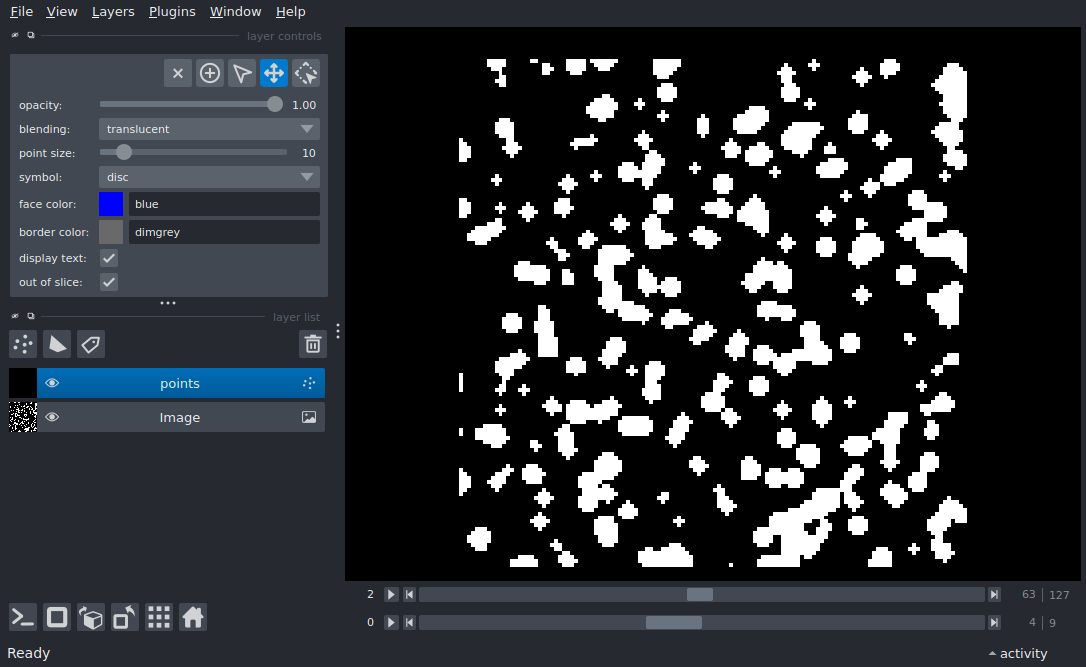 File View Layers Plugins Window Help
layer controls
opacity: 1.00
blending: translucent
point size: 10
symbol: disc
face color: blue
border color: dimgrey
display text:
out of slice:
layer list
points
Image
2 63 127
0 4 9
Ready activity